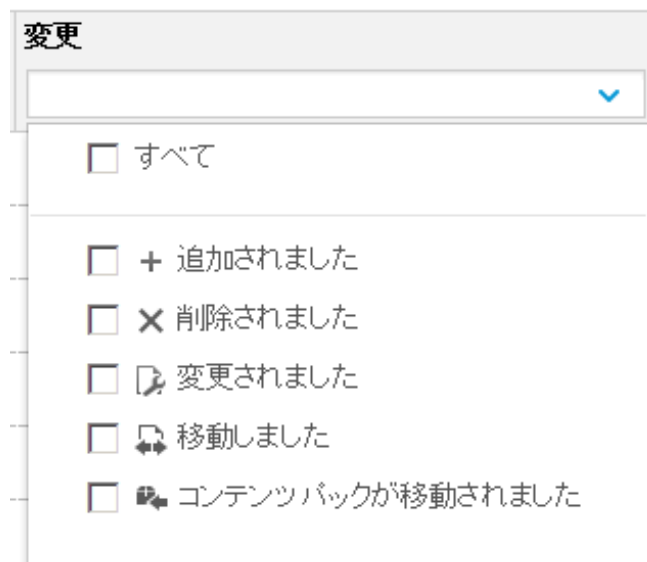 変更
すべて
追加されました
削除されました
変更されました
移動しました
コンテンツ パックが移動されました